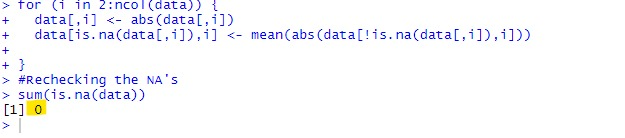 > for (i in 2:ncol(data)) {
+   data[,i] <- abs(data[,i])
+   data[is.na(data[,i]),i] <- mean(abs(data[!is.na(data[,i]),i]))
+
+ }
> #Rechecking the NA's
> sum(is.na(data))
[1] 0
>